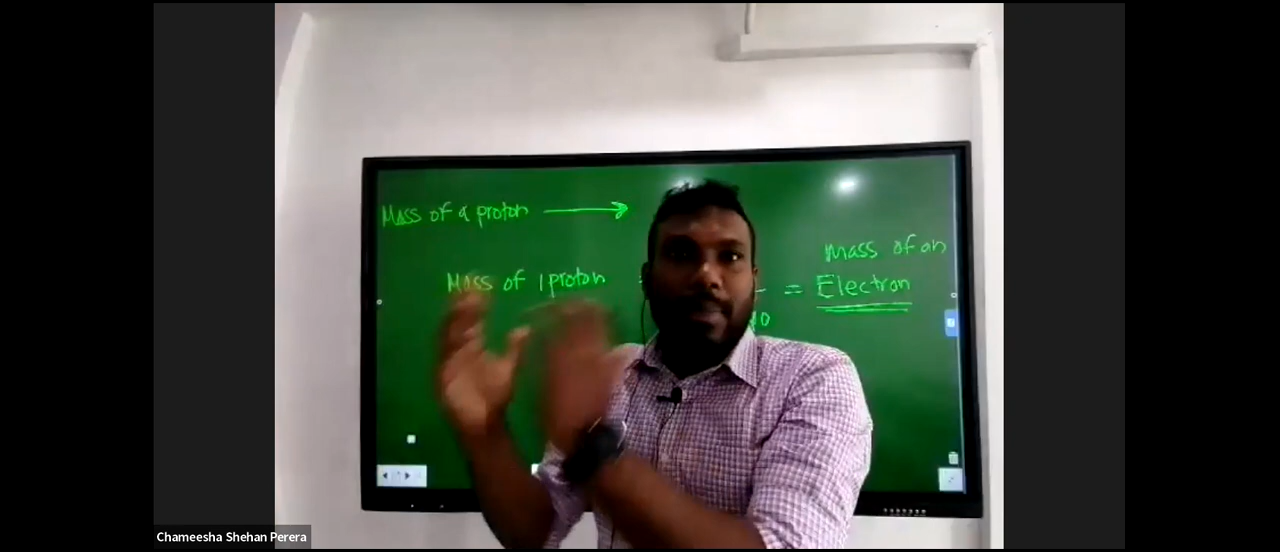 Mass of a proton →
Mass of 1 proton
= Mass of an
Electron
Chameesha Shehan Perera